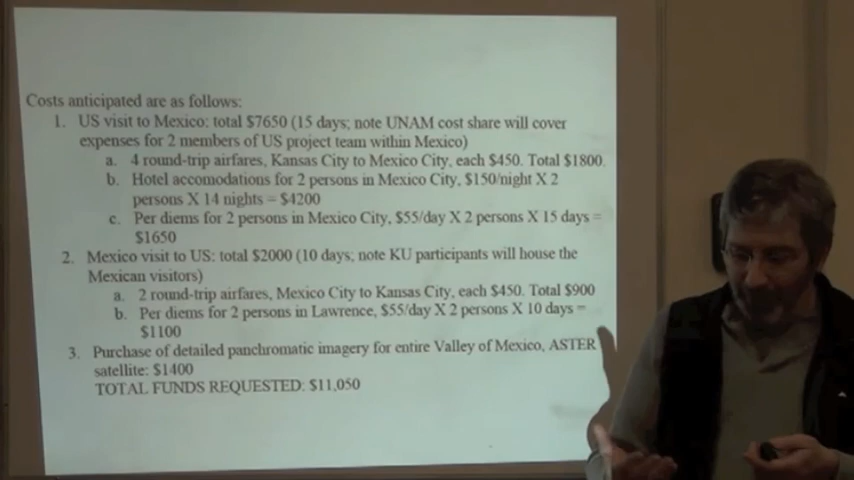 Costs anticipated are as follows:
1. US visit to Mexico: total $7650 (15 days; note UNAM cost share will cover
expenses for 2 members of US project team within Mexico)
a. 4 round-trip airfares, Kansas City to Mexico City, each $450. Total $1800.
b. Hotel accomodations for 2 persons in Mexico City, $150/night X 2
persons X 14 nights = $4200
c. Per diems for 2 persons in Mexico City, $55/day X 2 persons X 15 days =
$1650
2. Mexico visit to US: total $2000 (10 days; note KU participants will house the
Mexican visitors)
a. 2 round-trip airfares, Mexico City to Kansas City, each $450. Total $900
b. Per diems for 2 persons in Lawrence, $55/day X 2 persons X 10 days =
$1100
3. Purchase of detailed panchromatic imagery for entire Valley of Mexico, ASTER
satellite: $1400
TOTAL FUNDS REQUESTED: $11,050